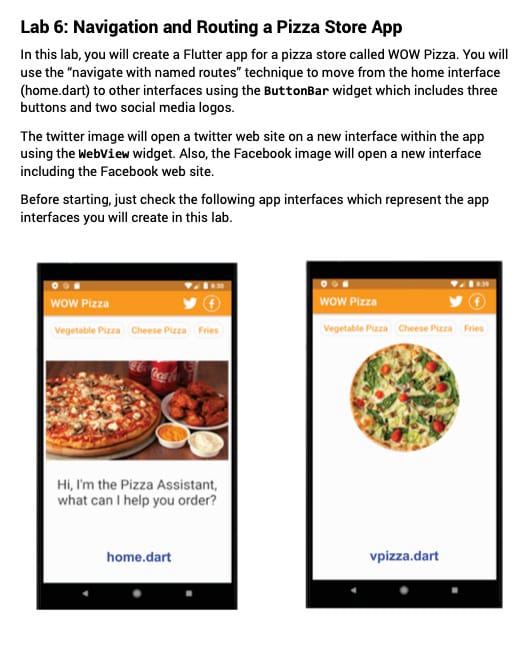 Lab 6: Navigation and Routing a Pizza Store App
In this lab, you will create a Flutter app for a pizza store called WOW Pizza. You will
use the “navigate with named routes” technique to move from the home interface
(home.dart) to other interfaces using the ButtonBar widget which includes three
buttons and two social media logos.
The twitter image will open a twitter web site on a new interface within the app
using the WebView widget. Also, the Facebook image will open a new interface
including the Facebook web site.
Before starting, just check the following app interfaces which represent the app
interfaces you will create in this lab.
8:30
WOW Pizza
Vegetable Pizza Cheese Pizza Fries
Coca-Cola
Hi, I'm the Pizza Assistant,
what can I help you order?
home.dart
WOW Pizza
Vegetable Pizza Cheese Pizza Fries
vpizza.dart